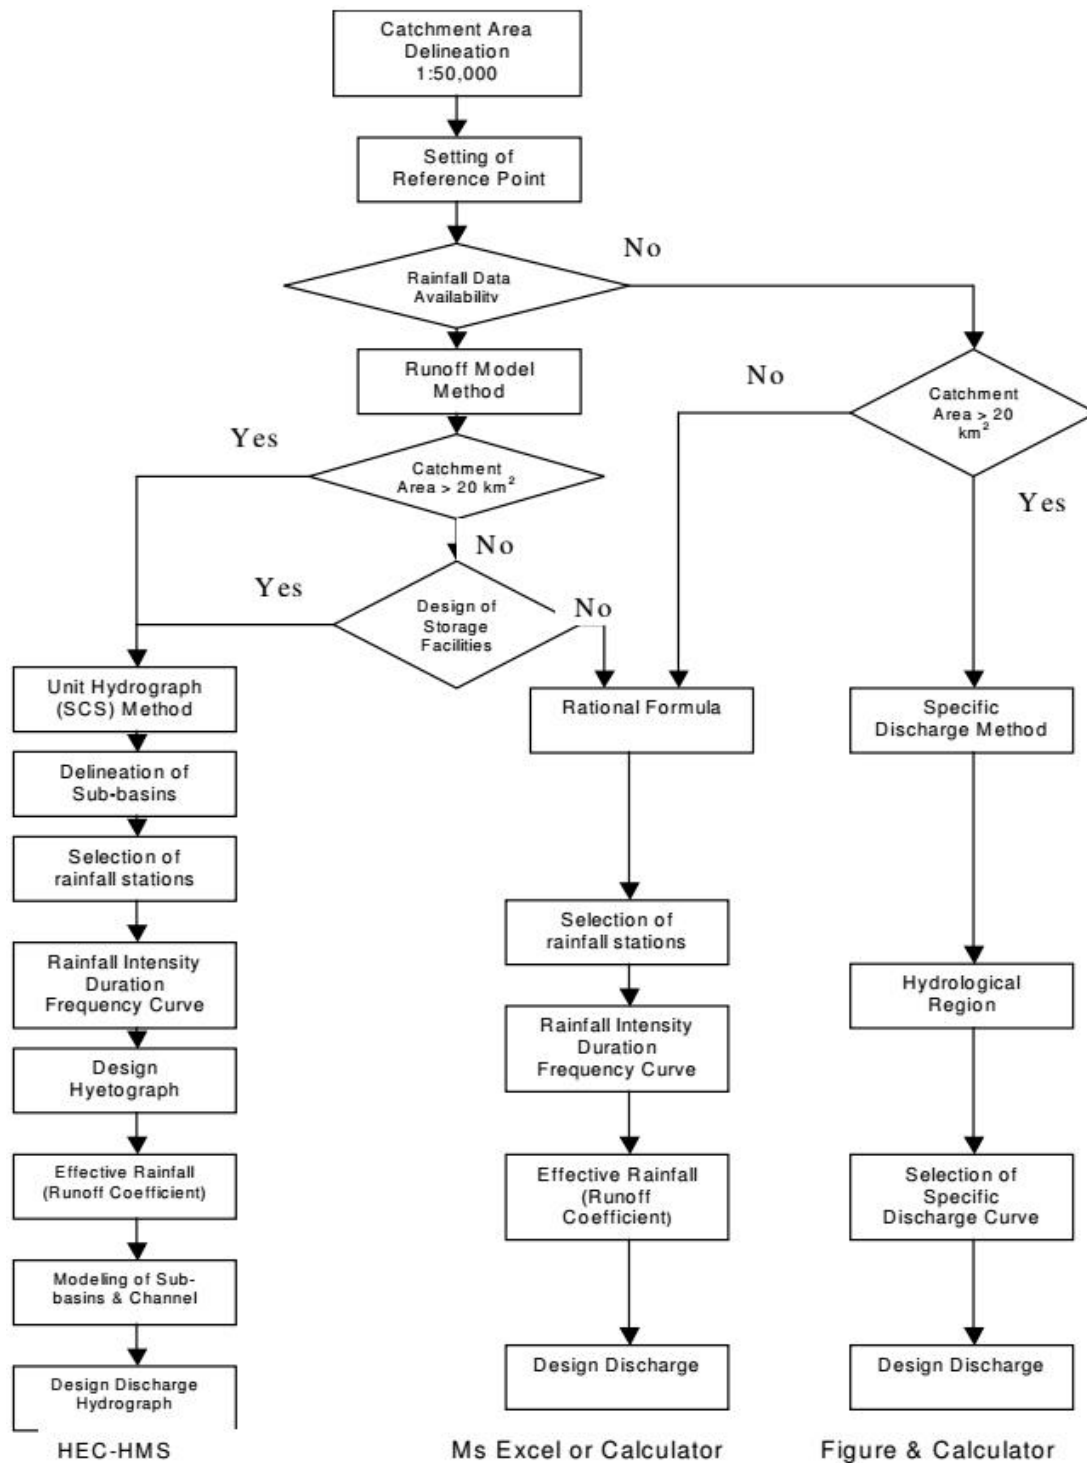 Catchment Area
Delineation
1:50,000
Setting of
Reference Point
No
Rainfall Data
Availability
Runoff Model
Method
No
Catchment
Area > 20
km²
Yes
Catchment
Area > 20 km²
Yes
No
Yes
Design of
Storage
Facilities
No
Unit Hydrograph
(SCS) Method
Rational Formula
Specific
Discharge Method
Delineation of
Sub-basins
Selection of
rainfall stations
Selection of
rainfall stations
Rainfall Intensity
Duration
Frequency Curve
Hydrological
Region
Rainfall Intensity
Duration
Frequency Curve
Design
Hyetograph
Effective Rainfall
(Runoff Coefficient)
Effective Rainfall
(Runoff
Coefficient)
Selection of
Specific
Discharge Curve
Modeling of Sub-
basins & Channel
Design Discharge
Hydrograph
Design Discharge
Design Discharge
HEC-HMS
Ms Excel or Calculator
Figure & Calculator